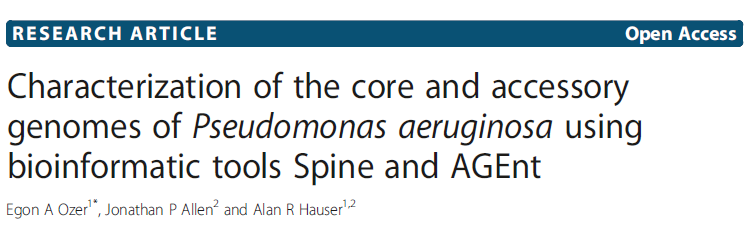 RESEARCH ARTICLE Open Access
Characterization of the core and accessory
genomes of Pseudomonas aeruginosa using
bioinformatic tools Spine and AGEnt
Egon A Ozer1*, Jonathan P Allen2 and Alan R Hauser1,2